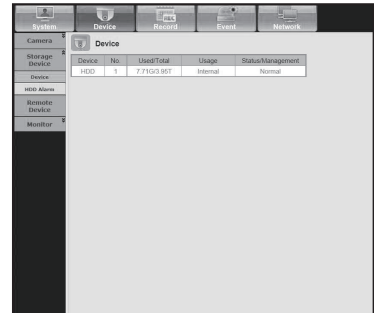 System Device Record Event Network
REC
Camera
Storage Device
Device
HDD Alarm
Remote Device
Monitor
Device
Device No. Used/Total Usage Status/Management
HDD 1 7.71G/3.95T Internal Normal